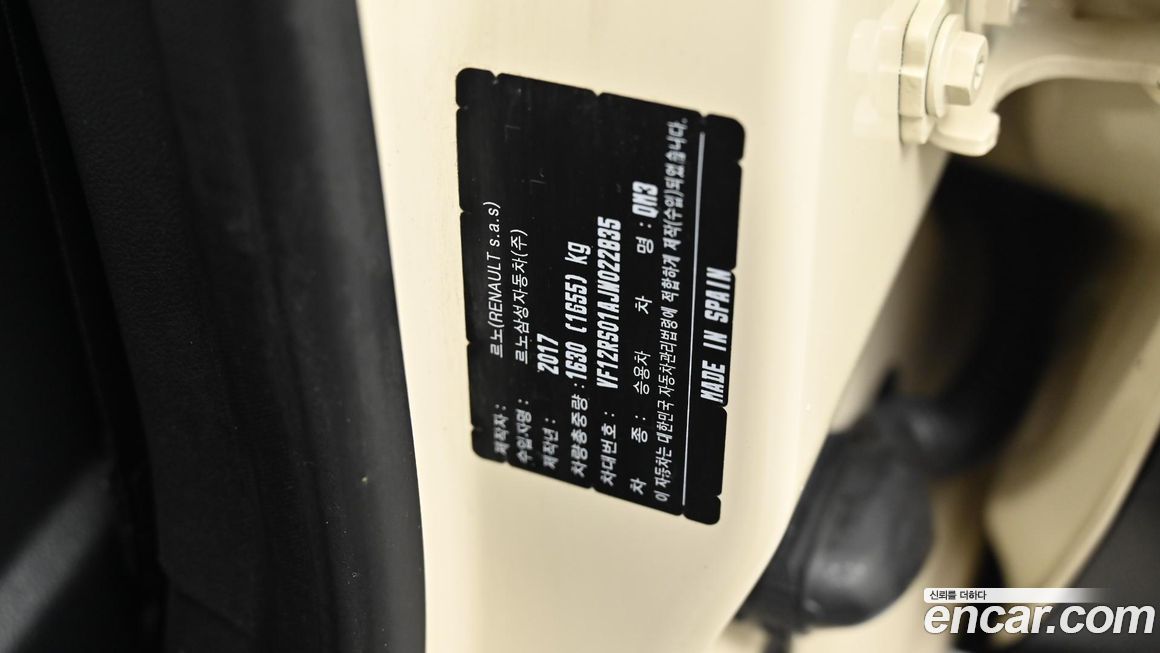 제작자 : 르노(RENAULT s.a.s)
수입자명 : 르노삼성자동차(주)
제작년 : 2017
차량총중량 : 1630 (1655) kg
차대번호 : VF12RS01AJW022835
차 종 : 승용차 차 명 : QM3
이 자동차는 대한민국 자동차관리법령에 적합하게 제작(수입)되었습니다.
MADE IN SPAIN
신뢰를 더하다
encar.com